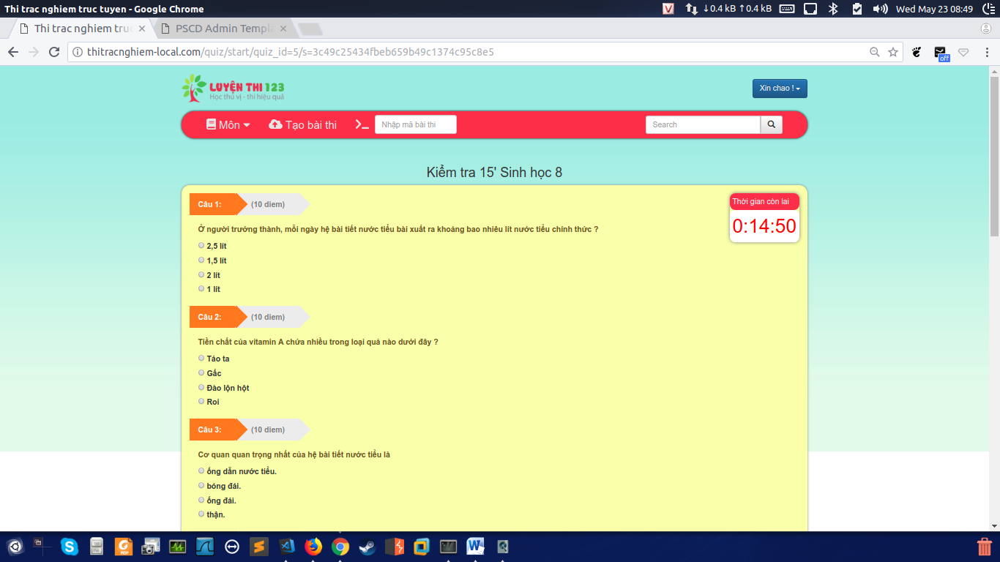 Thi trac nghiem truc tuyen - Google Chrome
↓0.4 kB ↑0.4 kB
Wed May 23 08:49
Thi trac nghiem truc
PSCD Admin Templa
thitracnghiem-local.com/quiz/start/quiz_id=5/s=3c49c25434fbeb659b49c1374c95c8e5
off
LUYỆN THI 123
Học thú vị - thi hiệu quả
Xin chao !
Môn
Tạo bài thi
Nhập mã bài thi
Search
Kiểm tra 15' Sinh học 8
Câu 1:
(10 diem)
Thời gian còn lai
0:14:50
Ở người trưởng thành, mỗi ngày hệ bài tiết nước tiểu bài xuất ra khoảng bao nhiêu lít nước tiểu chính thức ?
2,5 lít
1,5 lít
2 lít
1 lít
Câu 2:
(10 diem)
Tiền chất của vitamin A chứa nhiều trong loại quả nào dưới đây ?
Táo ta
Gấc
Đào lộn hột
Roi
Câu 3:
(10 diem)
Cơ quan quan trọng nhất của hệ bài tiết nước tiểu là
ống dẫn nước tiểu.
bóng đái.
ống đái.
thận.